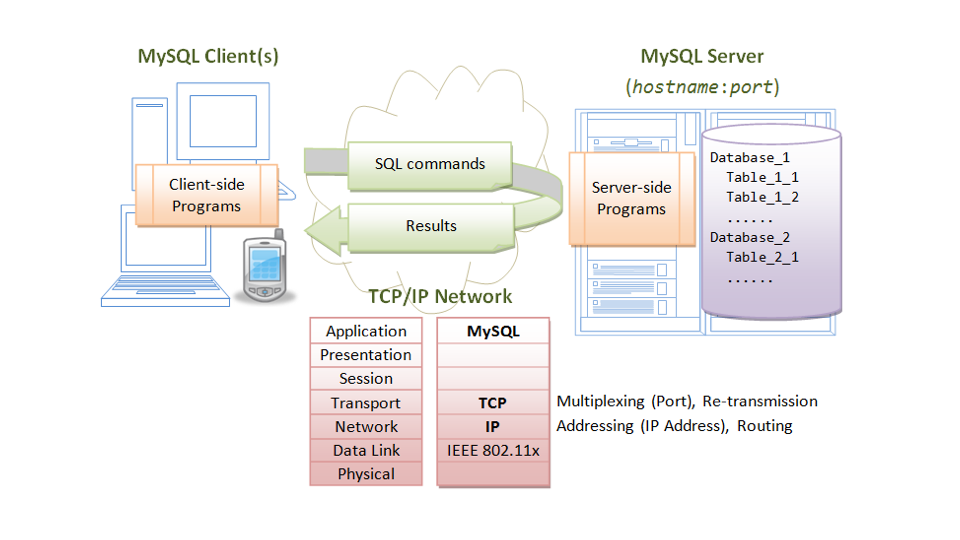 MySQL Client(s)
MySQL Server
(hostname:port)
SQL commands
Client-side
Programs
Results
Server-side
Programs
Database_1
Table_1_1
Table_1_2
......
Database_2
Table_2_1
......
TCP/IP Network
Application
MySQL
Presentation
Session
Transport
TCP
Multiplexing (Port), Re-transmission
Network
IP
Addressing (IP Address), Routing
Data Link
IEEE 802.11x
Physical